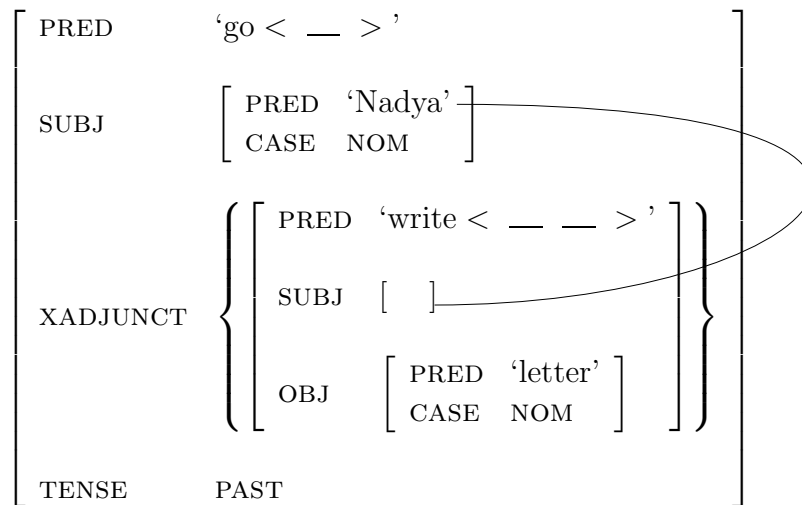 PRED ‘go < __ > ’
SUBJ [ PRED ‘Nadya’
CASE NOM ]
XADJUNCT { [ PRED ‘write < __ __ > ’
SUBJ [ ]
OBJ [ PRED ‘letter’
CASE NOM ] ] }
TENSE PAST